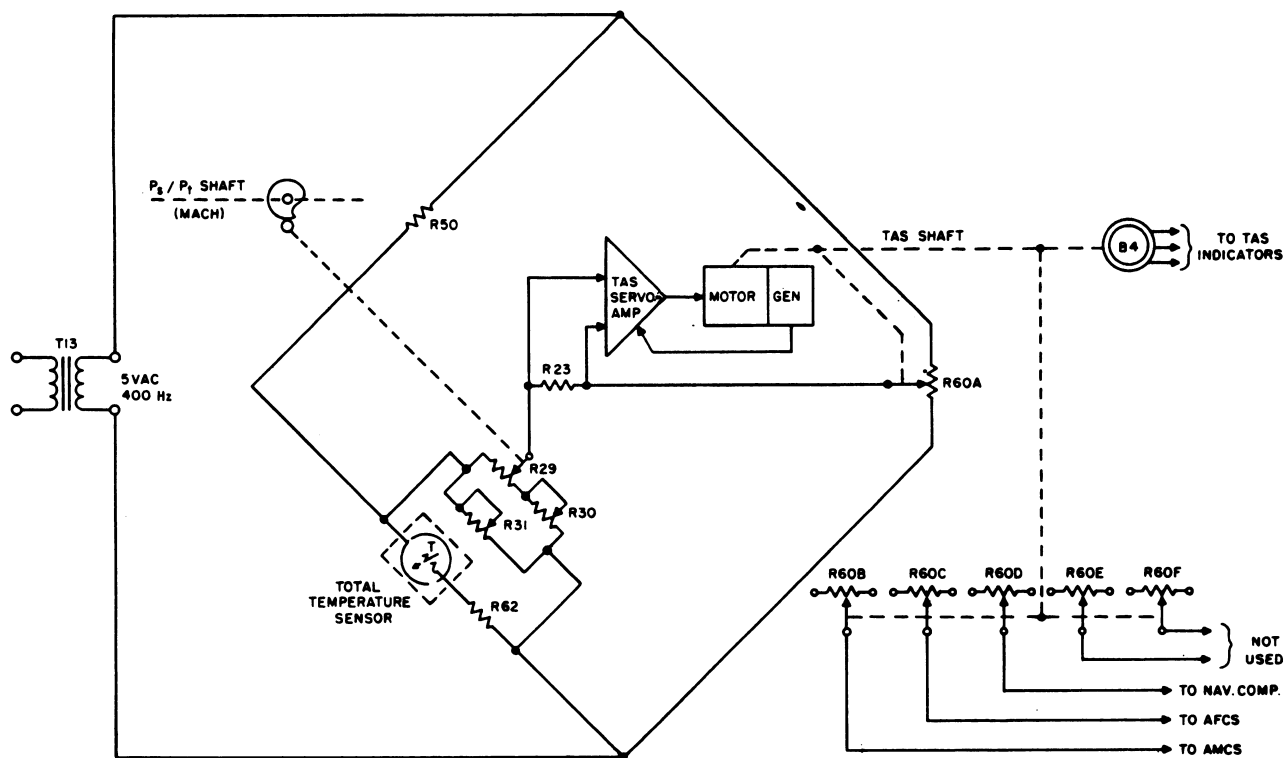 Ps / Pt SHAFT
(MACH)
R50
TAS SHAFT
B4
TO TAS
INDICATORS
TAS
SERVO
AMP
MOTOR
GEN
T13
5 VAC
400 Hz
R23
R60A
R29
R30
R31
T
TOTAL
TEMPERATURE
SENSOR
R62
R60B
R60C
R60D
R60E
R60F
NOT
USED
TO NAV. COMP.
TO AFCS
TO AMCS